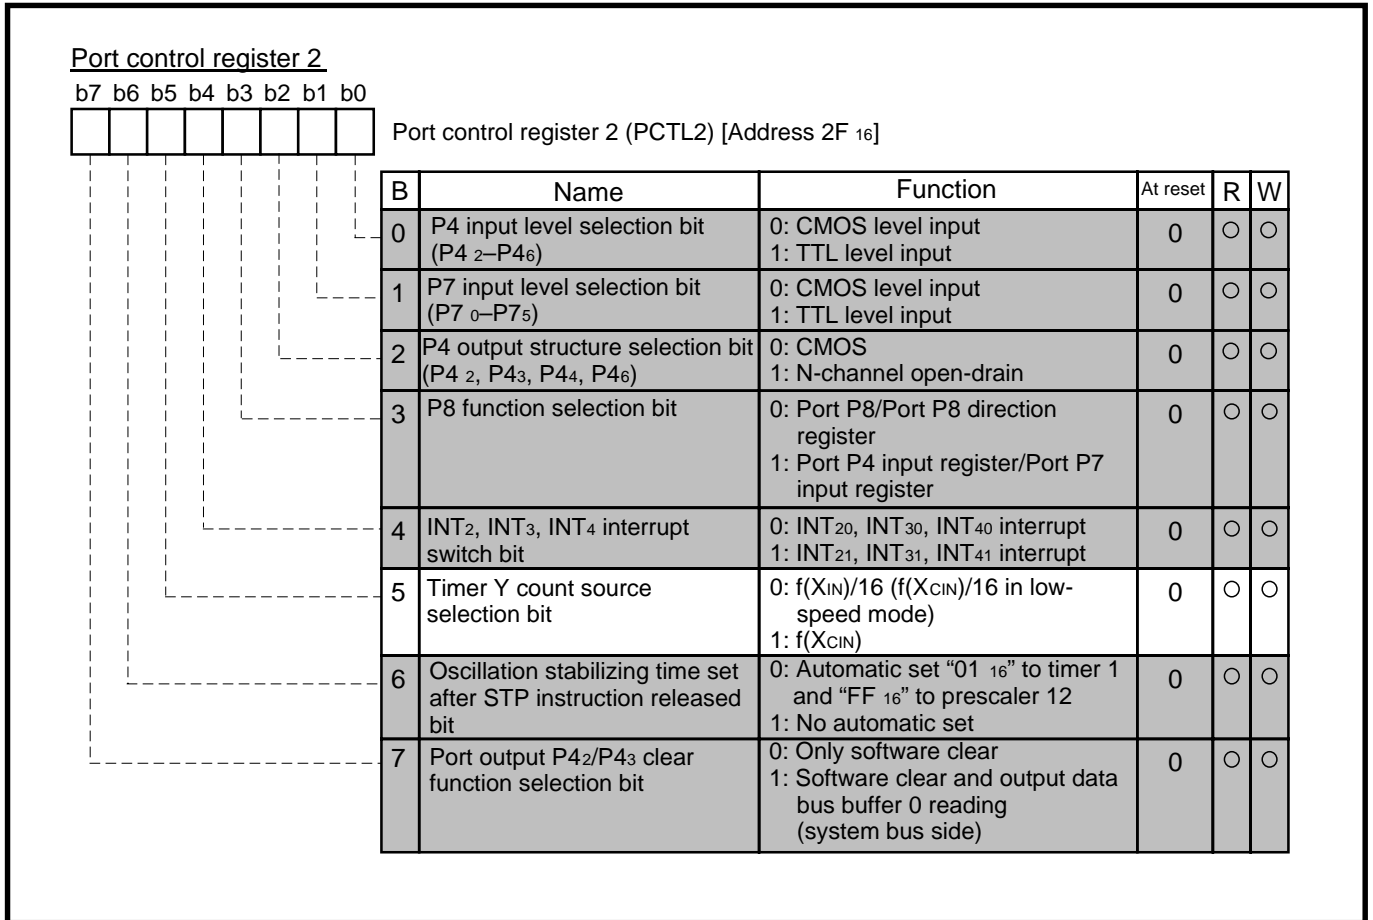 Port control register 2
b7 b6 b5 b4 b3 b2 b1 b0
Port control register 2 (PCTL2) [Address 2F 16]
B Name Function At reset R W
0 P4 input level selection bit 0: CMOS level input 0 ○ ○
(P4 2–P46) 1: TTL level input
1 P7 input level selection bit 0: CMOS level input 0 ○ ○
(P7 0–P75) 1: TTL level input
2 P4 output structure selection bit 0: CMOS 0 ○ ○
(P4 2, P43, P44, P46) 1: N-channel open-drain
3 P8 function selection bit 0: Port P8/Port P8 direction 0 ○ ○
register
1: Port P4 input register/Port P7
input register
4 INT2, INT3, INT4 interrupt 0: INT20, INT30, INT40 interrupt 0 ○ ○
switch bit 1: INT21, INT31, INT41 interrupt
5 Timer Y count source 0: f(XIN)/16 (f(XCIN)/16 in low- 0 ○ ○
selection bit speed mode)
1: f(XCIN)
6 Oscillation stabilizing time set 0: Automatic set “01 16” to timer 1 0 ○ ○
after STP instruction released and “FF 16” to prescaler 12
bit 1: No automatic set
7 Port output P42/P43 clear 0: Only software clear 0 ○ ○
function selection bit 1: Software clear and output data
bus buffer 0 reading
(system bus side)